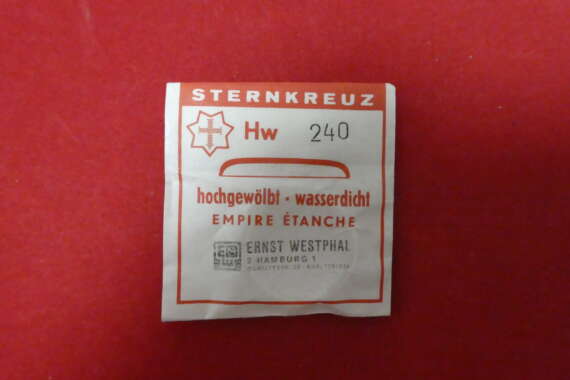 STERNKREUZ
Hw 240
hochgewölbt · wasserdicht
EMPIRE ÉTANCHE
ERNST WESTPHAL
2 HAMBURG 1